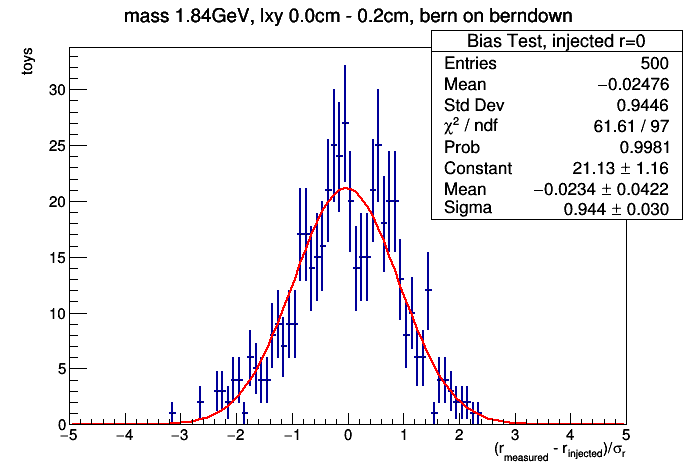 mass 1.84GeV, lxy 0.0cm - 0.2cm, bern on berndown
Bias Test, injected r=0
Entries 500
Mean −0.02476
Std Dev 0.9446
χ² / ndf 61.61 / 97
Prob 0.9981
Constant 21.13 ± 1.16
Mean −0.0234 ± 0.0422
Sigma 0.944 ± 0.030
toys
30
25
20
15
10
5
0
−5 −4 −3 −2 −1 0 1 2 3 4 5
(r_measured - r_injected)/σ_r